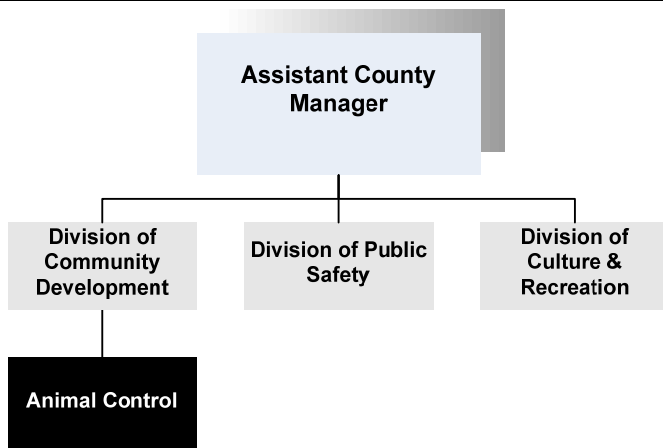 Assistant County
Manager
Division of
Community
Development
Division of Public
Safety
Division of
Culture &
Recreation
Animal Control